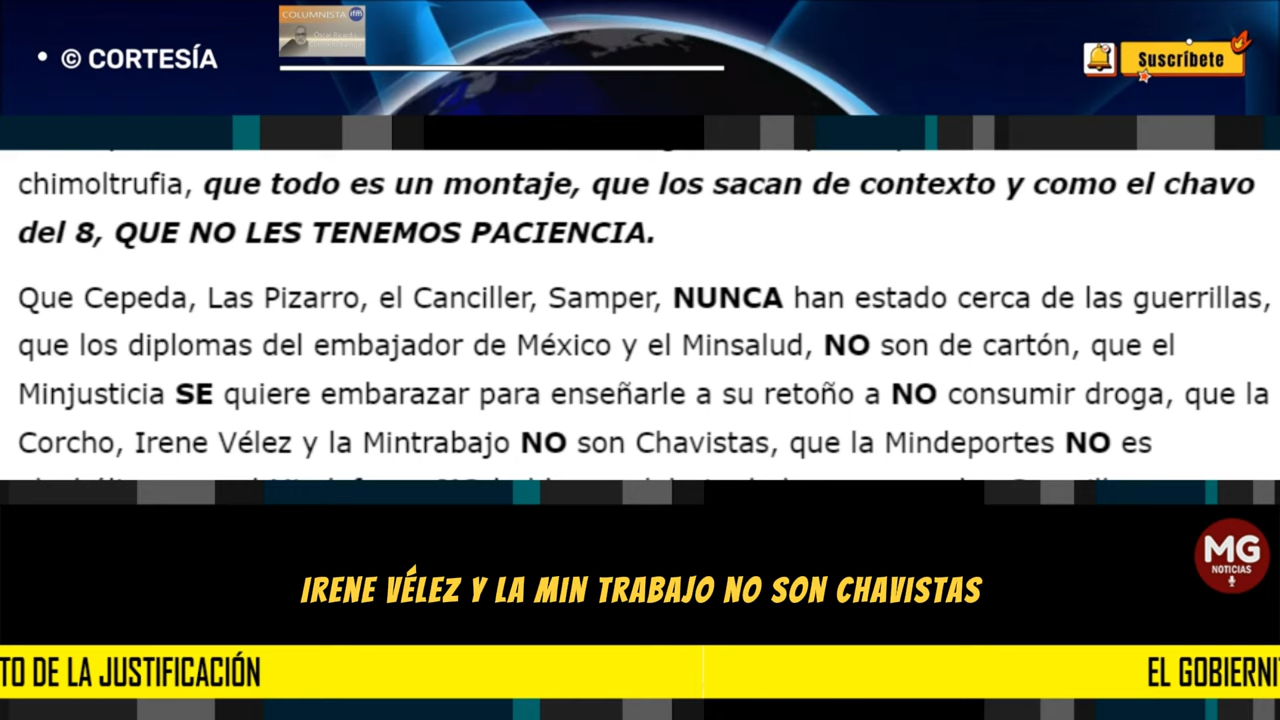 COLUMNISTA ifm
• © CORTESÍA
Suscríbete
chimoltrufia, que todo es un montaje, que los sacan de contexto y como el chavo
del 8, QUE NO LES TENEMOS PACIENCIA.
Que Cepeda, Las Pizarro, el Canciller, Samper, NUNCA han estado cerca de las guerrillas,
que los diplomas del embajador de México y el Minsalud, NO son de cartón, que el
Minjusticia SE quiere embarazar para enseñarle a su retoño a NO consumir droga, que la
Corcho, Irene Vélez y la Mintrabajo NO son Chavistas, que la Mindeportes NO es
MG
NOTICIAS
IRENE VÉLEZ Y LA MIN TRABAJO NO SON CHAVISTAS
TO DE LA JUSTIFICACIÓN
EL GOBIERNI